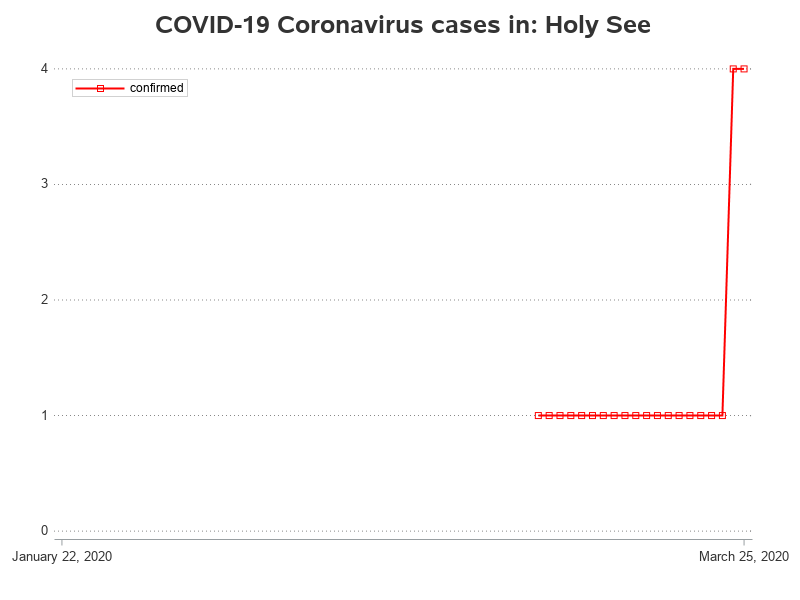 COVID-19 Coronavirus cases in: Holy See
4
confirmed
3
2
1
0
January 22, 2020
March 25, 2020